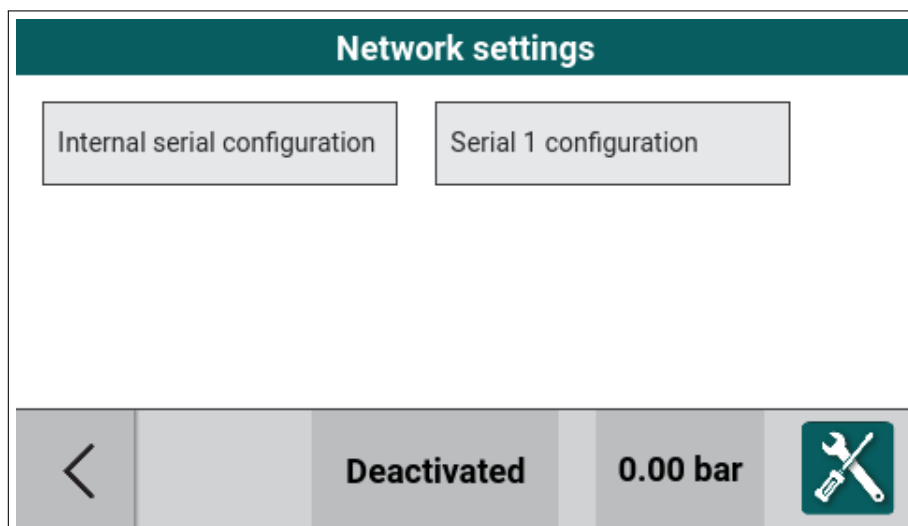 Network settings
Internal serial configuration
Serial 1 configuration
Deactivated
0.00 bar